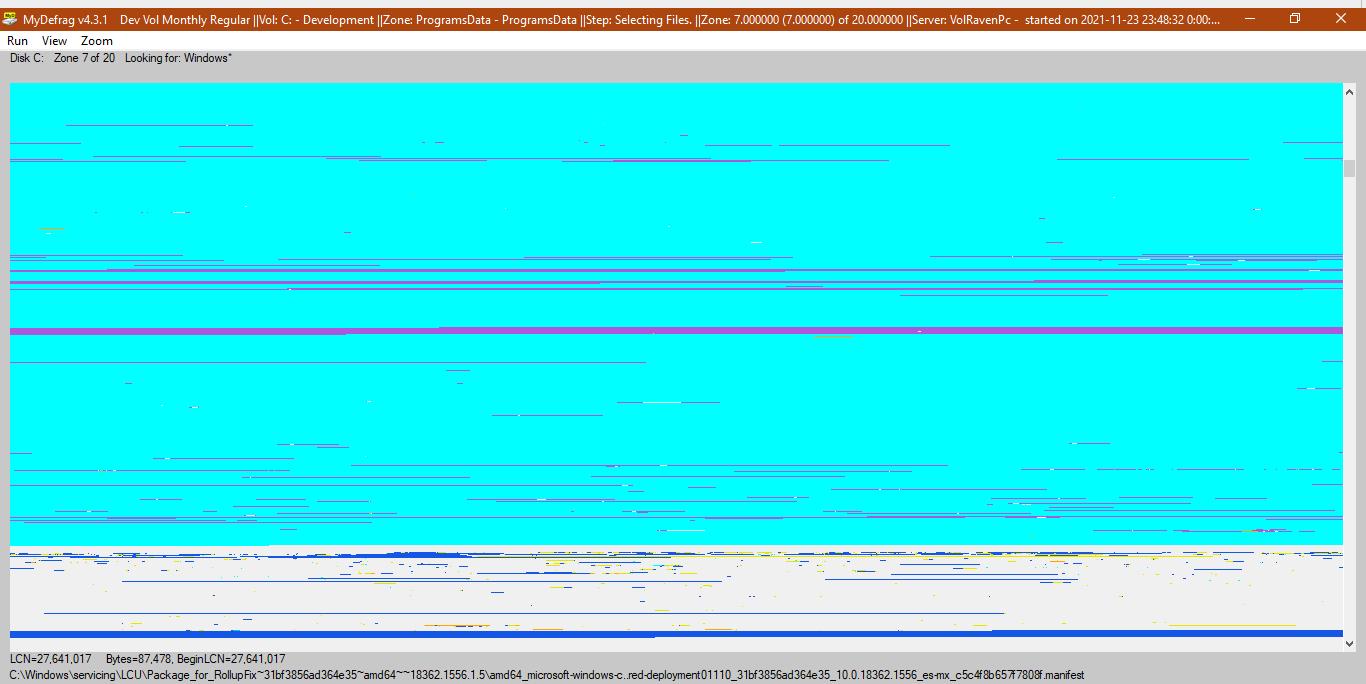 MyDefrag v4.3.1 Dev Vol Monthly Regular ||Vol: C: - Development ||Zone: ProgramsData - ProgramsData ||Step: Selecting Files. ||Zone: 7.000000 (7.000000) of 20.000000 ||Server: VolRavenPc - started on 2021-11-23 23:48:32 0:00:...
Run View Zoom
Disk C: Zone 7 of 20 Looking for: Windows*
LCN=27,641,017 Bytes=87,478, BeginLCN=27,641,017
C:\Windows\servicing\LCU\Package_for_RollupFix~31bf3856ad364e35~amd64~~18362.1556.1.5\amd64_microsoft-windows-c..red-deployment01110_31bf3856ad364e35_10.0.18362.1556_es-mx_c5c4f8b657f7808f.manifest